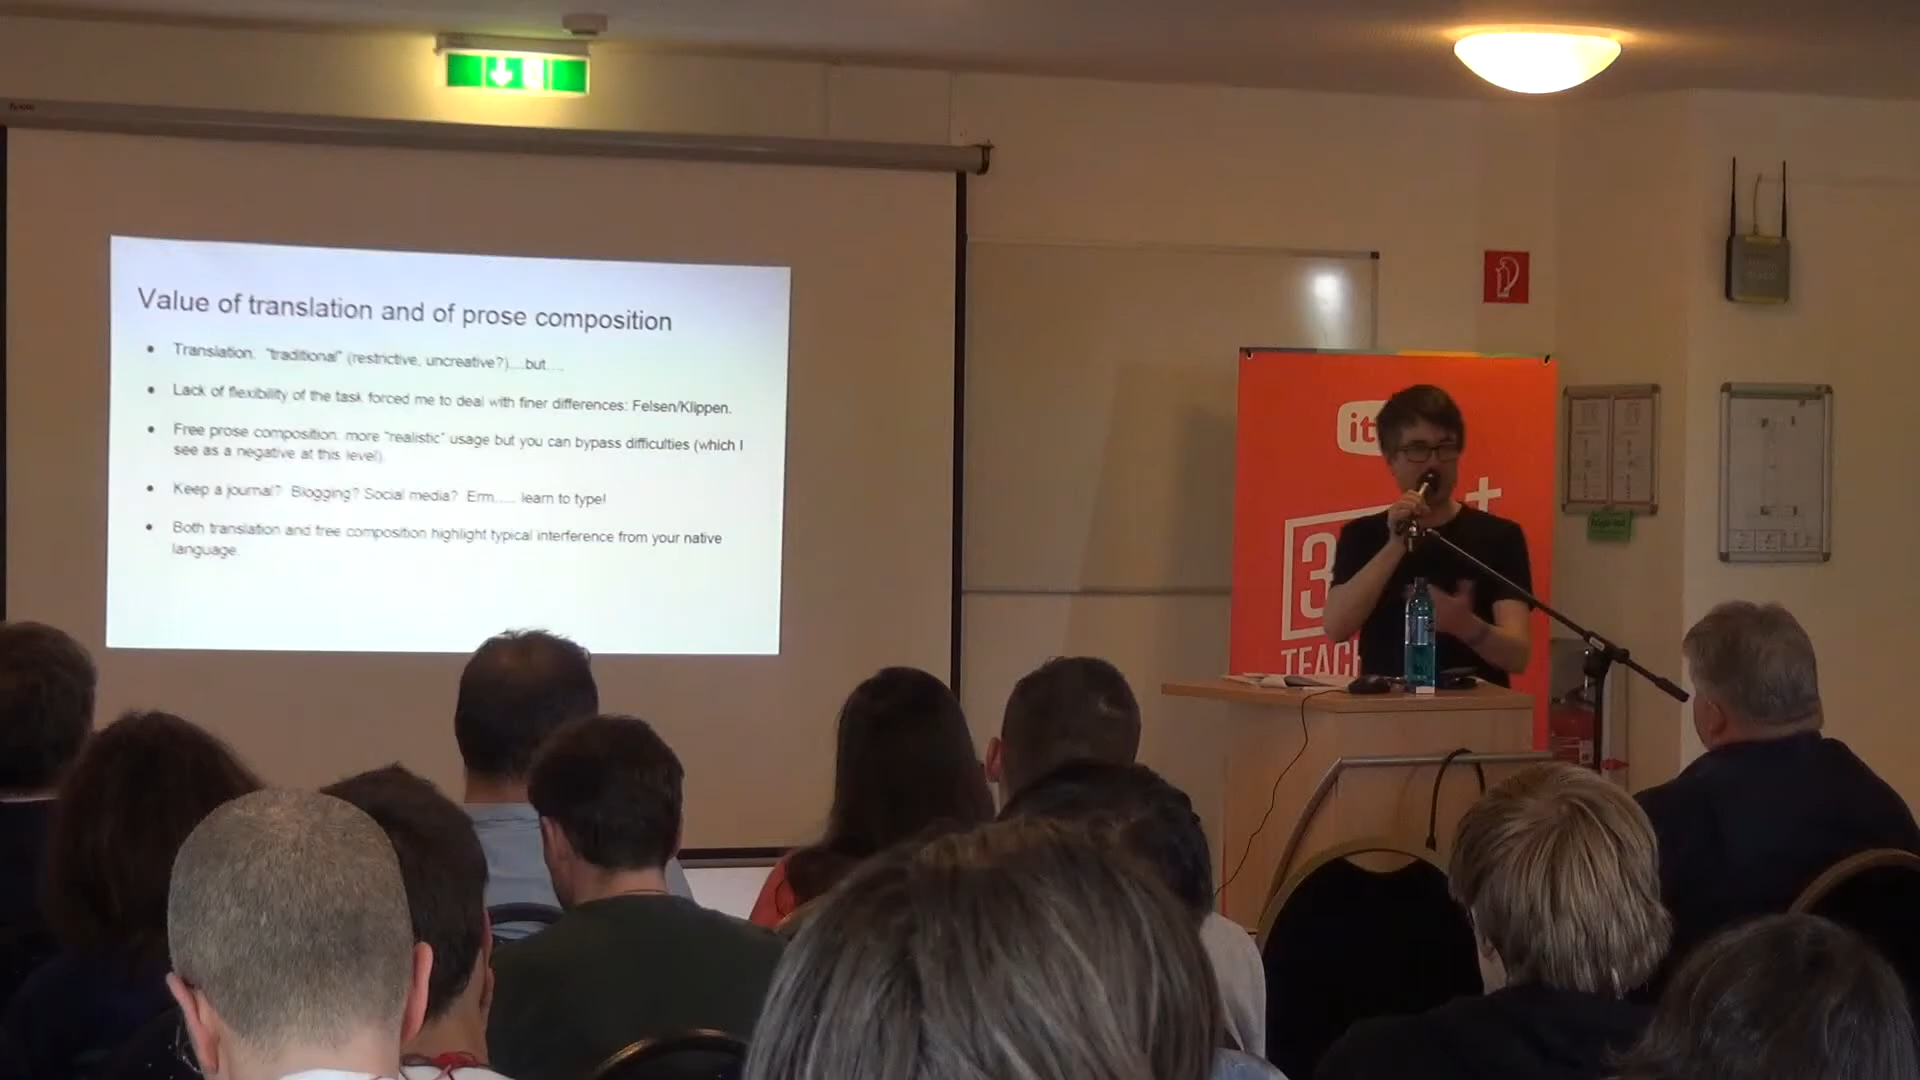 Value of translation and of prose composition
Translation: "traditional" (restrictive, uncreative?)....but....
Lack of flexibility of the task forced me to deal with finer differences: Felsen/Klippen.
Free prose composition: more "realistic" usage but you can bypass difficulties (which I
see as a negative at this level).
Keep a journal? Blogging? Social media? Erm..... learn to type!
Both translation and free composition highlight typical interference from your native
language.
it
3
+
TEACH